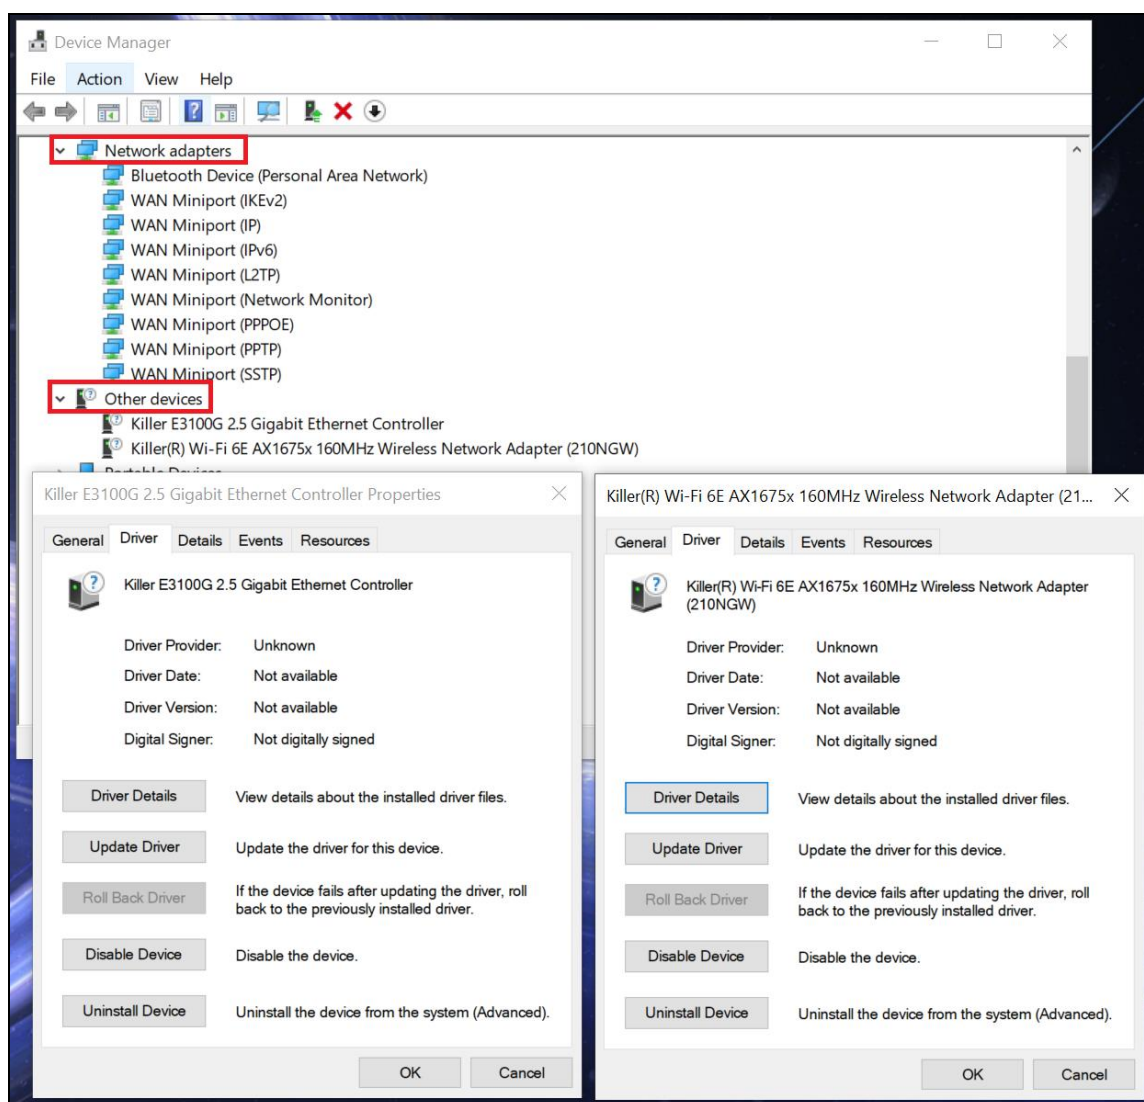 Device Manager
File Action View Help
Network adapters
Bluetooth Device (Personal Area Network)
WAN Miniport (IKEv2)
WAN Miniport (IP)
WAN Miniport (IPv6)
WAN Miniport (L2TP)
WAN Miniport (Network Monitor)
WAN Miniport (PPPOE)
WAN Miniport (PPTP)
WAN Miniport (SSTP)
Other devices
Killer E3100G 2.5 Gigabit Ethernet Controller
Killer(R) Wi-Fi 6E AX1675x 160MHz Wireless Network Adapter (210NGW)
Portable Devices
Killer E3100G 2.5 Gigabit Ethernet Controller Properties
General Driver Details Events Resources
Killer E3100G 2.5 Gigabit Ethernet Controller
Driver Provider: Unknown
Driver Date: Not available
Driver Version: Not available
Digital Signer: Not digitally signed
Driver Details View details about the installed driver files.
Update Driver Update the driver for this device.
Roll Back Driver If the device fails after updating the driver, roll
back to the previously installed driver.
Disable Device Disable the device.
Uninstall Device Uninstall the device from the system (Advanced).
OK Cancel
Killer(R) Wi-Fi 6E AX1675x 160MHz Wireless Network Adapter (21...
General Driver Details Events Resources
Killer(R) Wi-Fi 6E AX1675x 160MHz Wireless Network Adapter
(210NGW)
Driver Provider: Unknown
Driver Date: Not available
Driver Version: Not available
Digital Signer: Not digitally signed
Driver Details View details about the installed driver files.
Update Driver Update the driver for this device.
Roll Back Driver If the device fails after updating the driver, roll
back to the previously installed driver.
Disable Device Disable the device.
Uninstall Device Uninstall the device from the system (Advanced).
OK Cancel